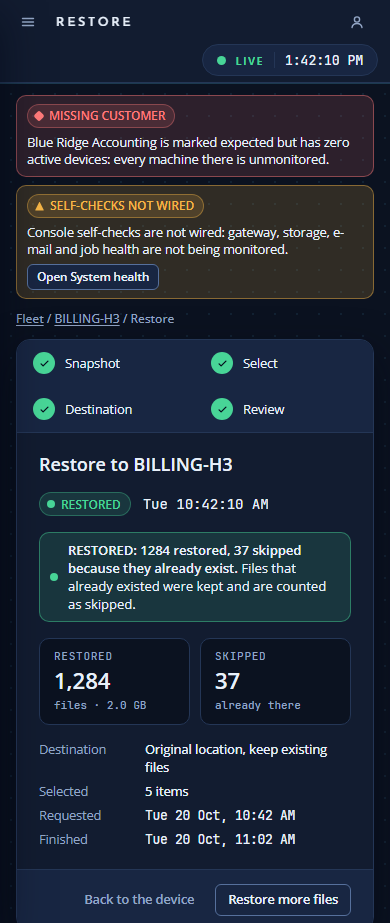 RESTORE
LIVE 1:42:10 PM
MISSING CUSTOMER
Blue Ridge Accounting is marked expected but has zero
active devices: every machine there is unmonitored.
SELF-CHECKS NOT WIRED
Console self-checks are not wired: gateway, storage, e-
mail and job health are not being monitored.
Open System health
Fleet / BILLING-H3 / Restore
Snapshot
Select
Destination
Review
Restore to BILLING-H3
RESTORED Tue 10:42:10 AM
RESTORED: 1284 restored, 37 skipped
because they already exist. Files that
already existed were kept and are counted
as skipped.
RESTORED
1,284
files · 2.0 GB
SKIPPED
37
already there
Destination Original location, keep existing
files
Selected 5 items
Requested Tue 20 Oct, 10:42 AM
Finished Tue 20 Oct, 11:02 AM
Back to the device
Restore more files